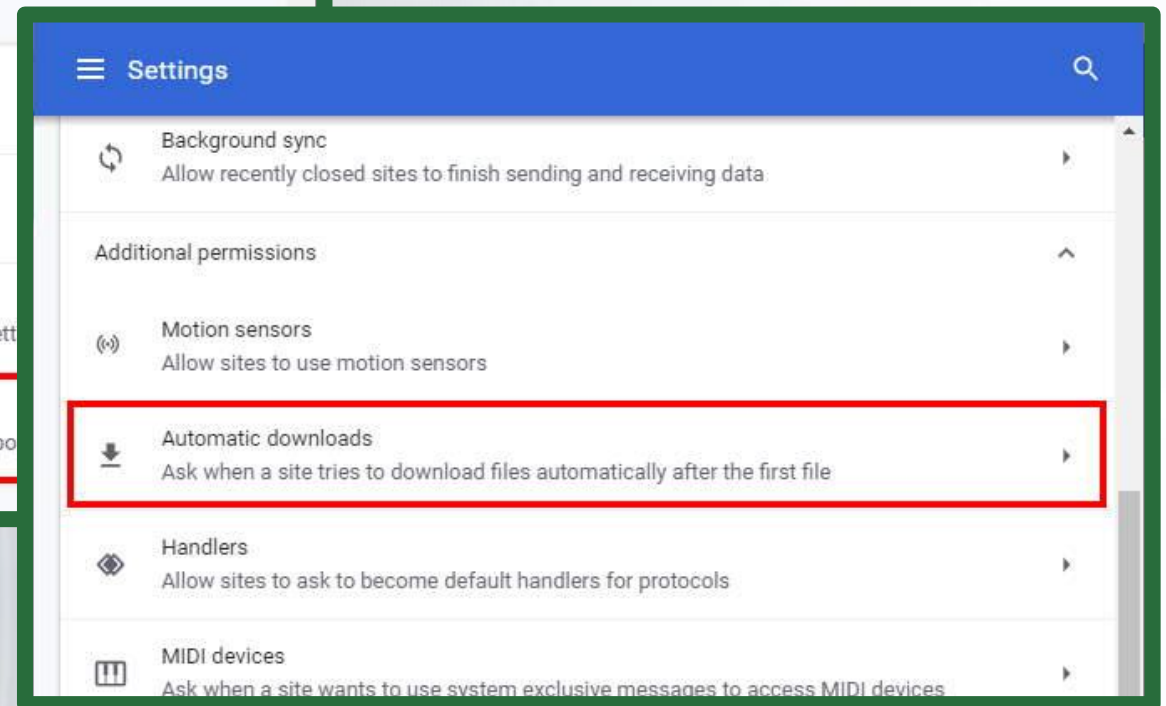 Settings
Background sync
Allow recently closed sites to finish sending and receiving data
Additional permissions
Motion sensors
Allow sites to use motion sensors
Automatic downloads
Ask when a site tries to download files automatically after the first file
Handlers
Allow sites to ask to become default handlers for protocols
MIDI devices
Ask when a site wants to use system exclusive messages to access MIDI devices